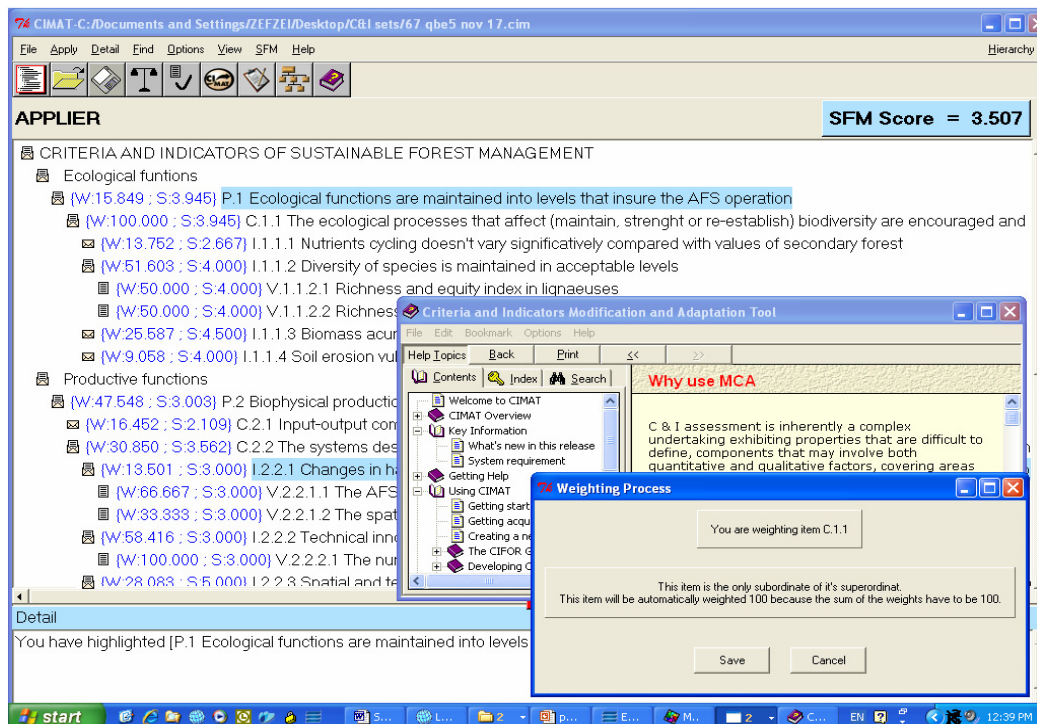 CIMAT-C:/Documents and Settings/ZEFZEI/Desktop/C&I sets/67 qbe5 nov 17.cim
File Apply Detail Find Options View SFM Help Hierarchy
APPLIER
SFM Score = 3.507
CRITERIA AND INDICATORS OF SUSTAINABLE FOREST MANAGEMENT
Ecological funtions
{W:15.849 ; S:3.945} P.1 Ecological functions are maintained into levels that insure the AFS operation
{W:100.000 ; S:3.945} C.1.1 The ecological processes that affect (maintain, strenght or re-establish) biodiversity are encouraged and
{W:13.752 ; S:2.667} I.1.1.1 Nutrients cycling doesn't vary significatively compared with values of secondary forest
{W:51.603 ; S:4.000} I.1.1.2 Diversity of species is maintained in acceptable levels
{W:50.000 ; S:4.000} V.1.1.2.1 Richness and equity index in lignaeuses
{W:50.000 ; S:4.000} V.1.1.2.2 Richness
{W:25.587 ; S:4.500} I.1.1.3 Biomass acur
{W:9.058 ; S:4.000} I.1.1.4 Soil erosion vul
Productive functions
{W:47.548 ; S:3.003} P.2 Biophysical productic
{W:16.452 ; S:2.109} C.2.1 Input-output com
{W:30.850 ; S:3.562} C.2.2 The systems des
{W:13.501 ; S:3.000} I.2.2.1 Changes in ha
{W:66.667 ; S:3.000} V.2.2.1.1 The AFS
{W:33.333 ; S:3.000} V.2.2.1.2 The spat
{W:58.416 ; S:3.000} I.2.2.2 Technical inno
{W:100.000 ; S:3.000} V.2.2.2.1 The nur
{W:28.083 ; S:5.000} I.2.2.3 Spatial and te
Detail
You have highlighted [P.1 Ecological functions are maintained into levels
Criteria and Indicators Modification and Adaptation Tool
File Edit Bookmark Options Help
Help Topics Back Print << >>
Contents Index Search
Welcome to CIMAT
CIMAT Overview
Key Information
What's new in this release
System requirement
Getting Help
Using CIMAT
Getting start
Getting acqu
Creating a ne
The CIFOR G
Developing C
Why use MCA
C & I assessment is inherently a complex
undertaking exhibiting properties that are difficult to
define, components that may involve both
quantitative and qualitative factors, covering areas
Weighting Process
You are weighting item C.1.1
This item is the only subordinate of it's superordinat.
This item will be automatically weighted 100 because the sum of the weights have to be 100.
Save Cancel
start S... L... 2 p... E... M... 2 C... EN 12:39 PM